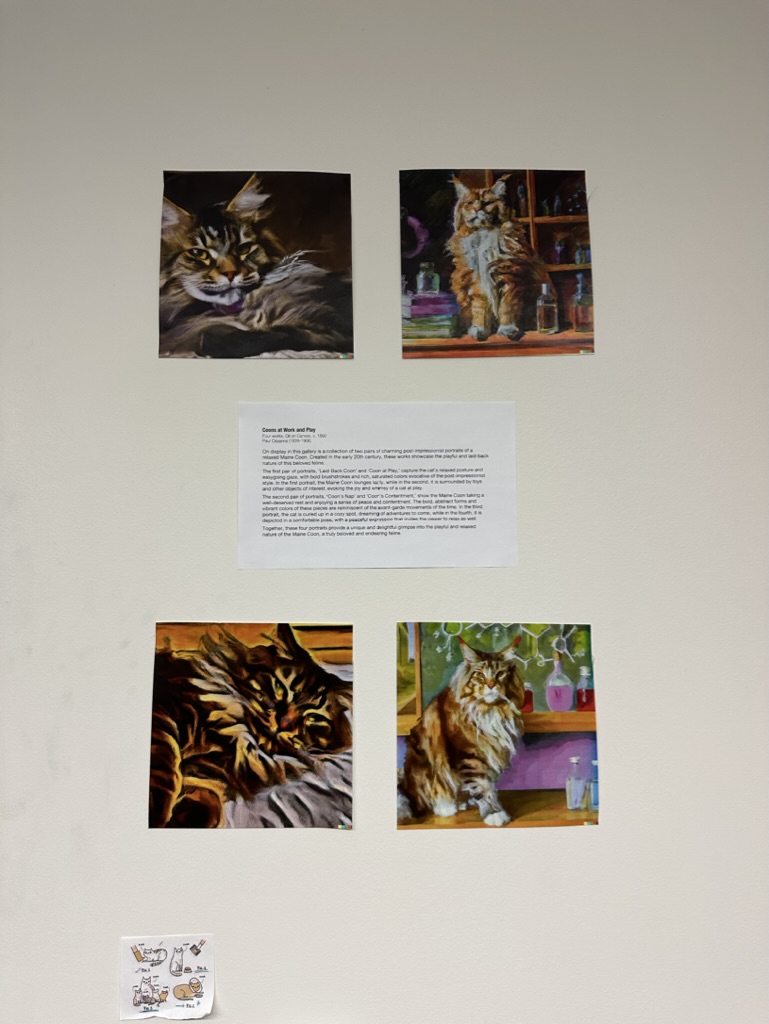 Coons at Work and Play
Four works, Oil on Canvas, c. 1890
Paul Cezanne (1839-1906)
On display in this gallery is a collection of two pairs of charming post-impressionist portraits of a
relaxed Maine Coon. Created in the early 20th century, these works showcase the playful and laid-back
nature of this beloved feline.
The first pair of portraits, 'Laid-Back Coon' and 'Coon at Play,' capture the cat's relaxed posture and
easygoing gaze, with bold brushstrokes and rich, saturated colors evocative of the post-impressionist
style. In the first portrait, the Maine Coon lounges lazily, while in the second, it is surrounded by toys
and other objects of interest, evoking the joy and whimsy of a cat at play.
The second pair of portraits, 'Coon's Nap' and 'Coon's Contentment,' show the Maine Coon taking a
well-deserved rest and enjoying a sense of peace and contentment. The bold, abstract forms and
vibrant colors of these pieces are reminiscent of the avant-garde movements of the time. In the third
portrait, the cat is curled up in a cozy spot, dreaming of adventures to come, while in the fourth, it is
depicted in a comfortable pose, with a peaceful expression that invites the viewer to relax as well.
Together, these four portraits provide a unique and delightful glimpse into the playful and relaxed
nature of the Maine Coon, a truly beloved and endearing feline.